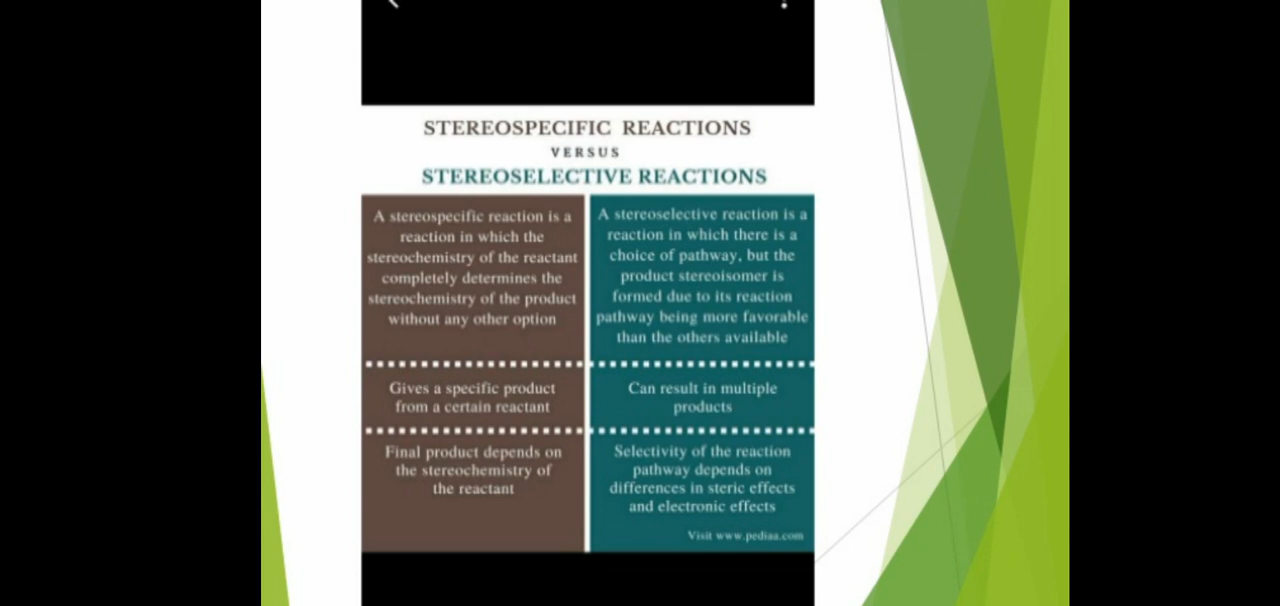 STEREOSPECIFIC REACTIONS
VERSUS
STEREOSELECTIVE REACTIONS
A stereospecific reaction is a
reaction in which the
stereochemistry of the reactant
completely determines the
stereochemistry of the product
without any other option
A stereoselective reaction is a
reaction in which there is a
choice of pathway, but the
product stereoisomer is
formed due to its reaction
pathway being more favorable
than the others available
Gives a specific product
from a certain reactant
Can result in multiple
products
Final product depends on
the stereochemistry of
the reactant
Selectivity of the reaction
pathway depends on
differences in steric effects
and electronic effects
Visit www.pediaa.com